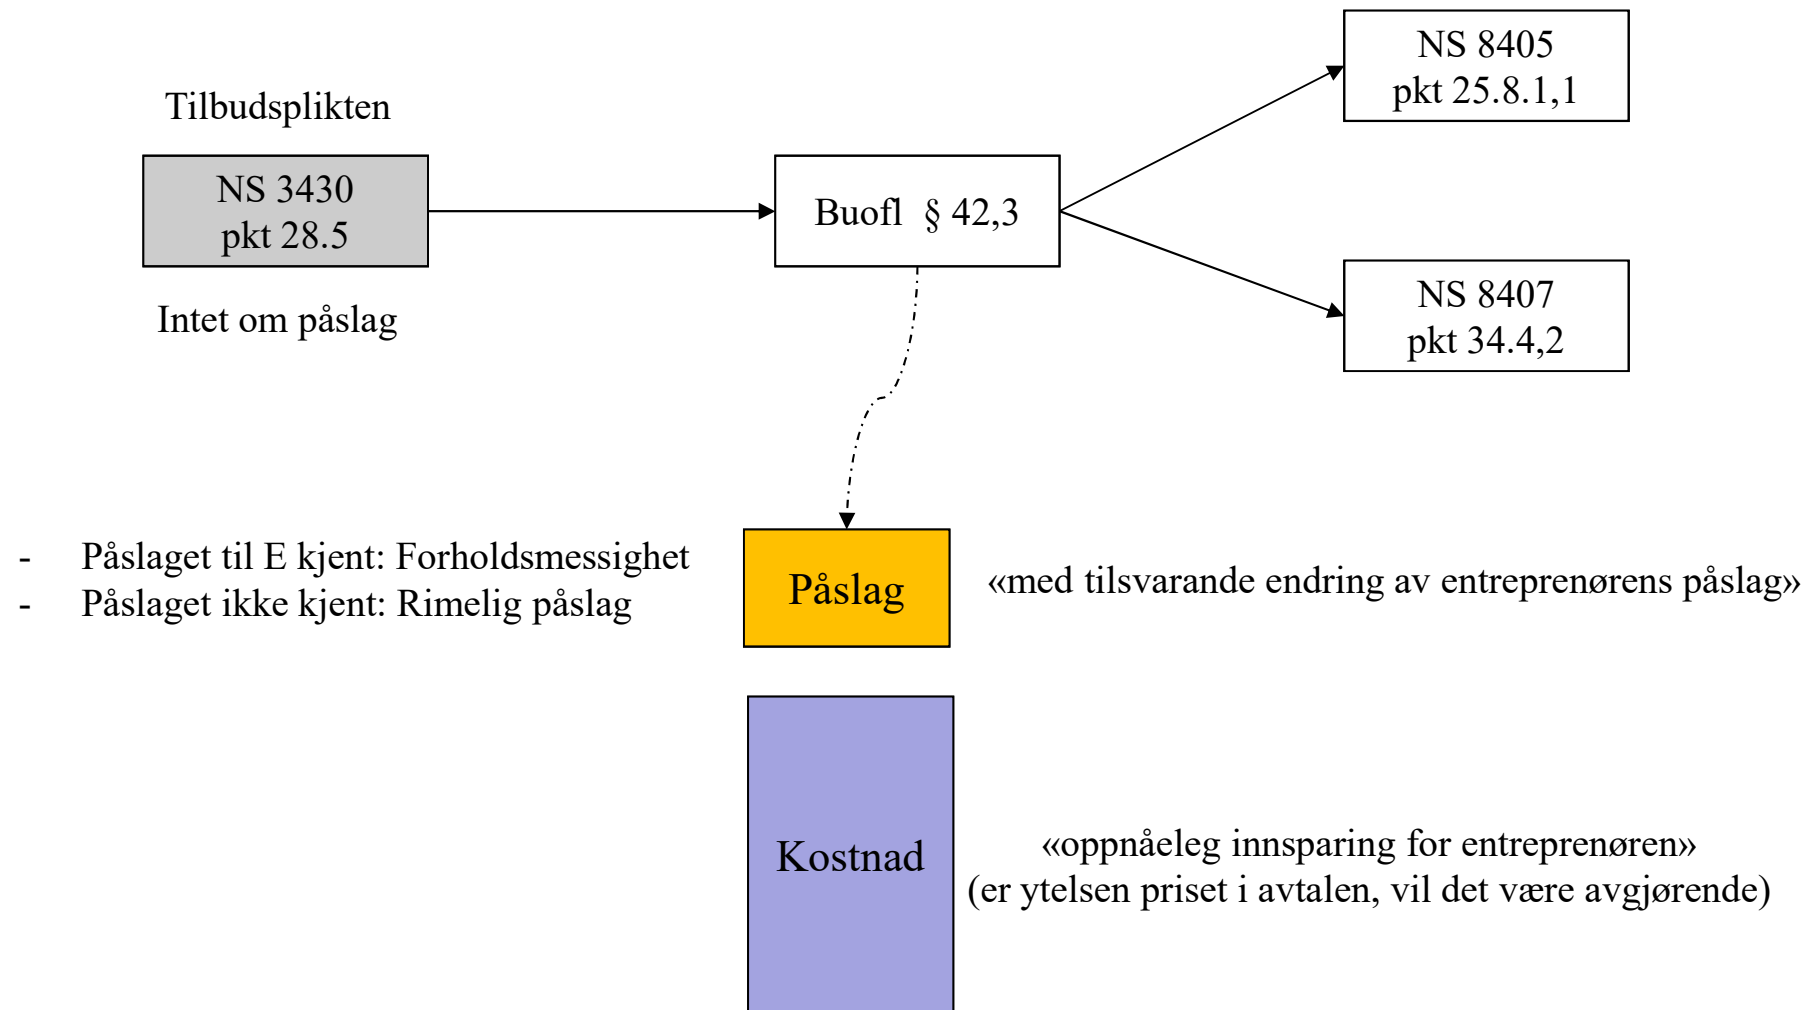 Tilbudsplikten
NS 3430
pkt 28.5
Intet om påslag
Buofl § 42,3
NS 8405
pkt 25.8.1,1
NS 8407
pkt 34.4,2
- Påslaget til E kjent: Forholdsmessighet
- Påslaget ikke kjent: Rimelig påslag
Påslag
«med tilsvarande endring av entreprenørens påslag»
Kostnad
«oppnåeleg innsparing for entreprenøren»
(er ytelsen priset i avtalen, vil det være avgjørende)